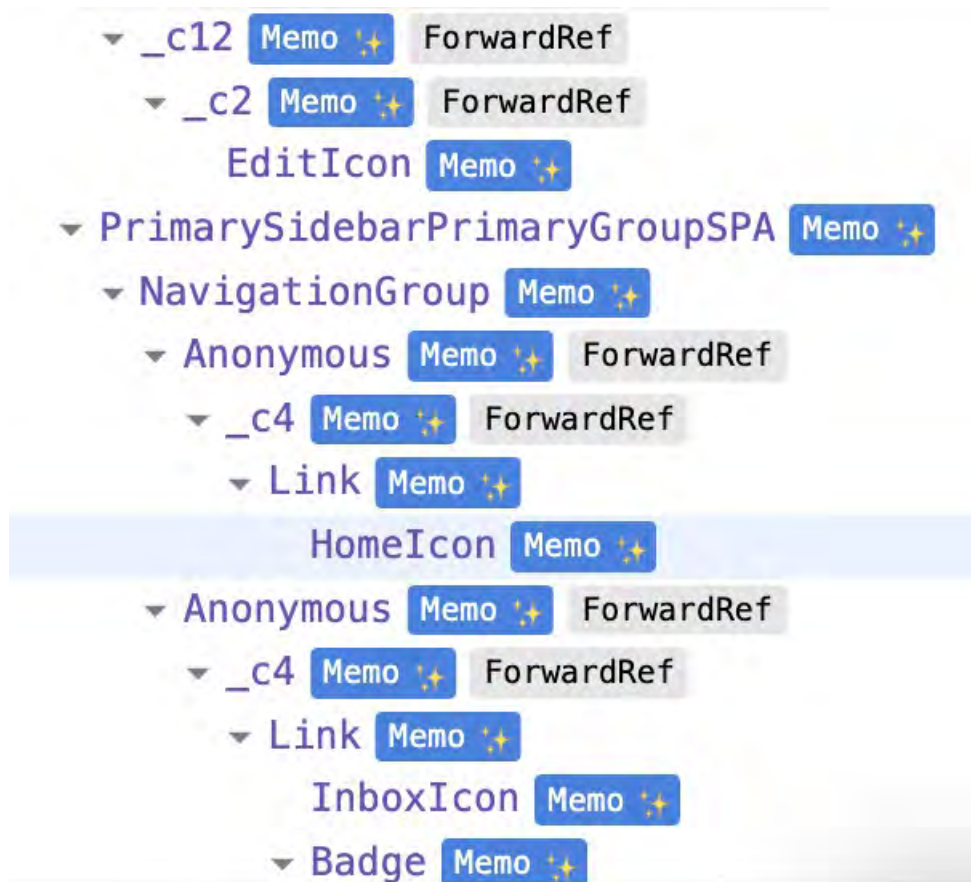 _c12 Memo ✨ ForwardRef
_c2 Memo ✨ ForwardRef
EditIcon Memo ✨
PrimarySidebarPrimaryGroupSPA Memo ✨
NavigationGroup Memo ✨
Anonymous Memo ✨ ForwardRef
_c4 Memo ✨ ForwardRef
Link Memo ✨
HomeIcon Memo ✨
Anonymous Memo ✨ ForwardRef
_c4 Memo ✨ ForwardRef
Link Memo ✨
InboxIcon Memo ✨
Badge Memo ✨